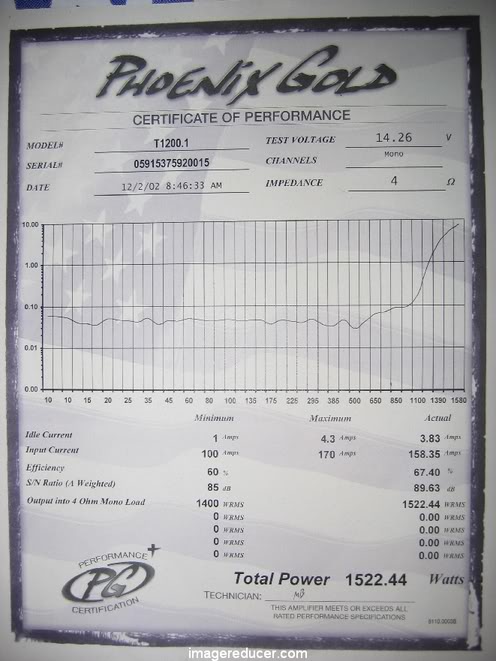 PHOENIX GOLD
CERTIFICATE OF PERFORMANCE
MODEL# T1200.1 TEST VOLTAGE 14.26 V
SERIAL# 05915375920015 CHANNELS Mono
DATE 12/2/02 8:46:33 AM IMPEDANCE 4 Ω
10.00
1.00
0.10
0.01
0.00
10 10 15 20 25 35 45 60 80 100 135 175 230 295 385 500 650 850 1100 1390 1580
Minimum Maximum Actual
Idle Current 1 Amps 4.3 Amps 3.83 Amps
Input Current 100 Amps 170 Amps 158.35 Amps
Efficiency 60 % 67.40 %
S/N Ratio (A Weighted) 85 dB 89.63 dB
Output into 4 Ohm Mono Load 1400 WRMS 1522.44 WRMS
0 WRMS 0.00 WRMS
0 WRMS 0.00 WRMS
0 WRMS 0.00 WRMS
0 WRMS 0.00 WRMS
PERFORMANCE+
PG
CERTIFICATION
Total Power 1522.44 Watts
TECHNICIAN:
THIS AMPLIFIER MEETS OR EXCEEDS ALL
RATED PERFORMANCE SPECIFICATIONS
imagereducer.com